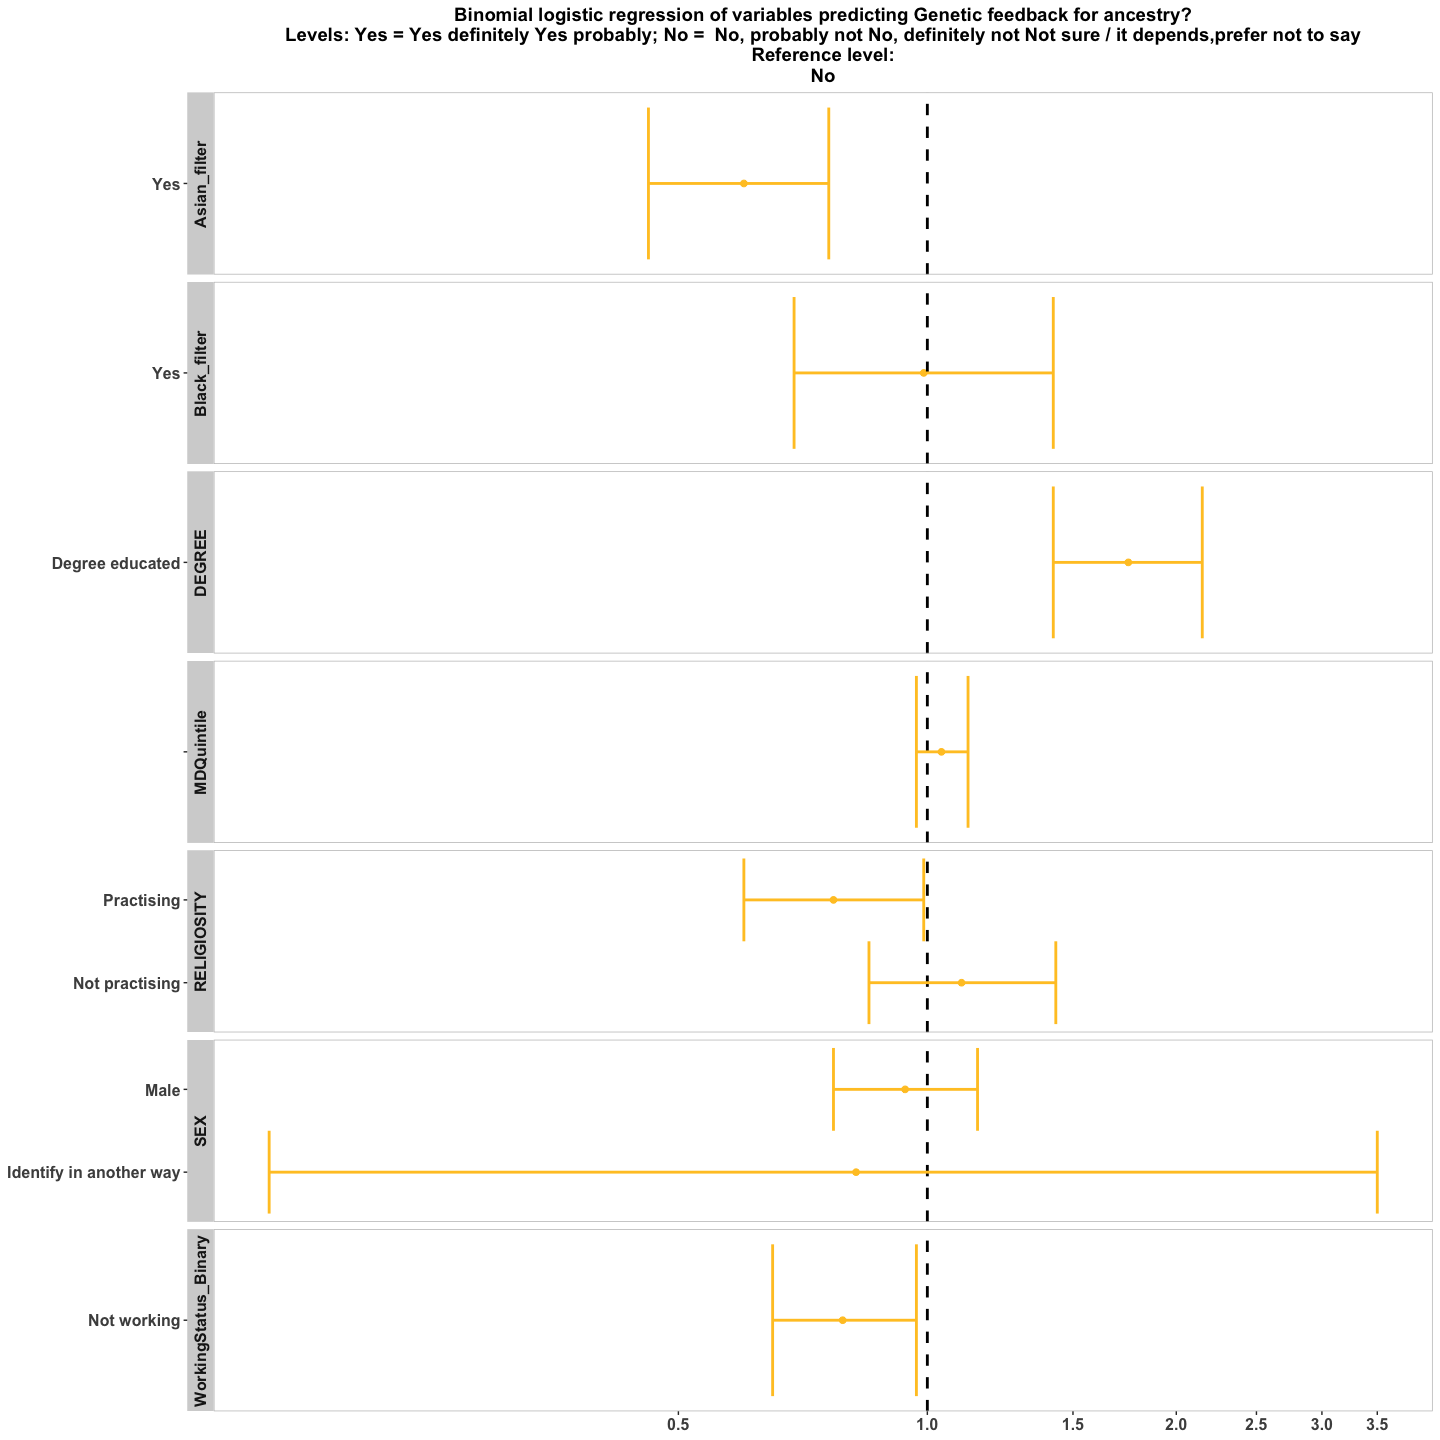 Binomial logistic regression of variables predicting Genetic feedback for ancestry?
Levels: Yes = Yes definitely Yes probably; No =  No, probably not No, definitely not Not sure / it depends,prefer not to say
Reference level:
No
Yes
Asian_filter
Yes
Black_filter
Degree educated
DEGREE
MDQuintile
Practising
Not practising
RELIGIOSITY
Male
Identify in another way
SEX
Not working
WorkingStatus_Binary
0.5 1.0 1.5 2.0 2.5 3.0 3.5